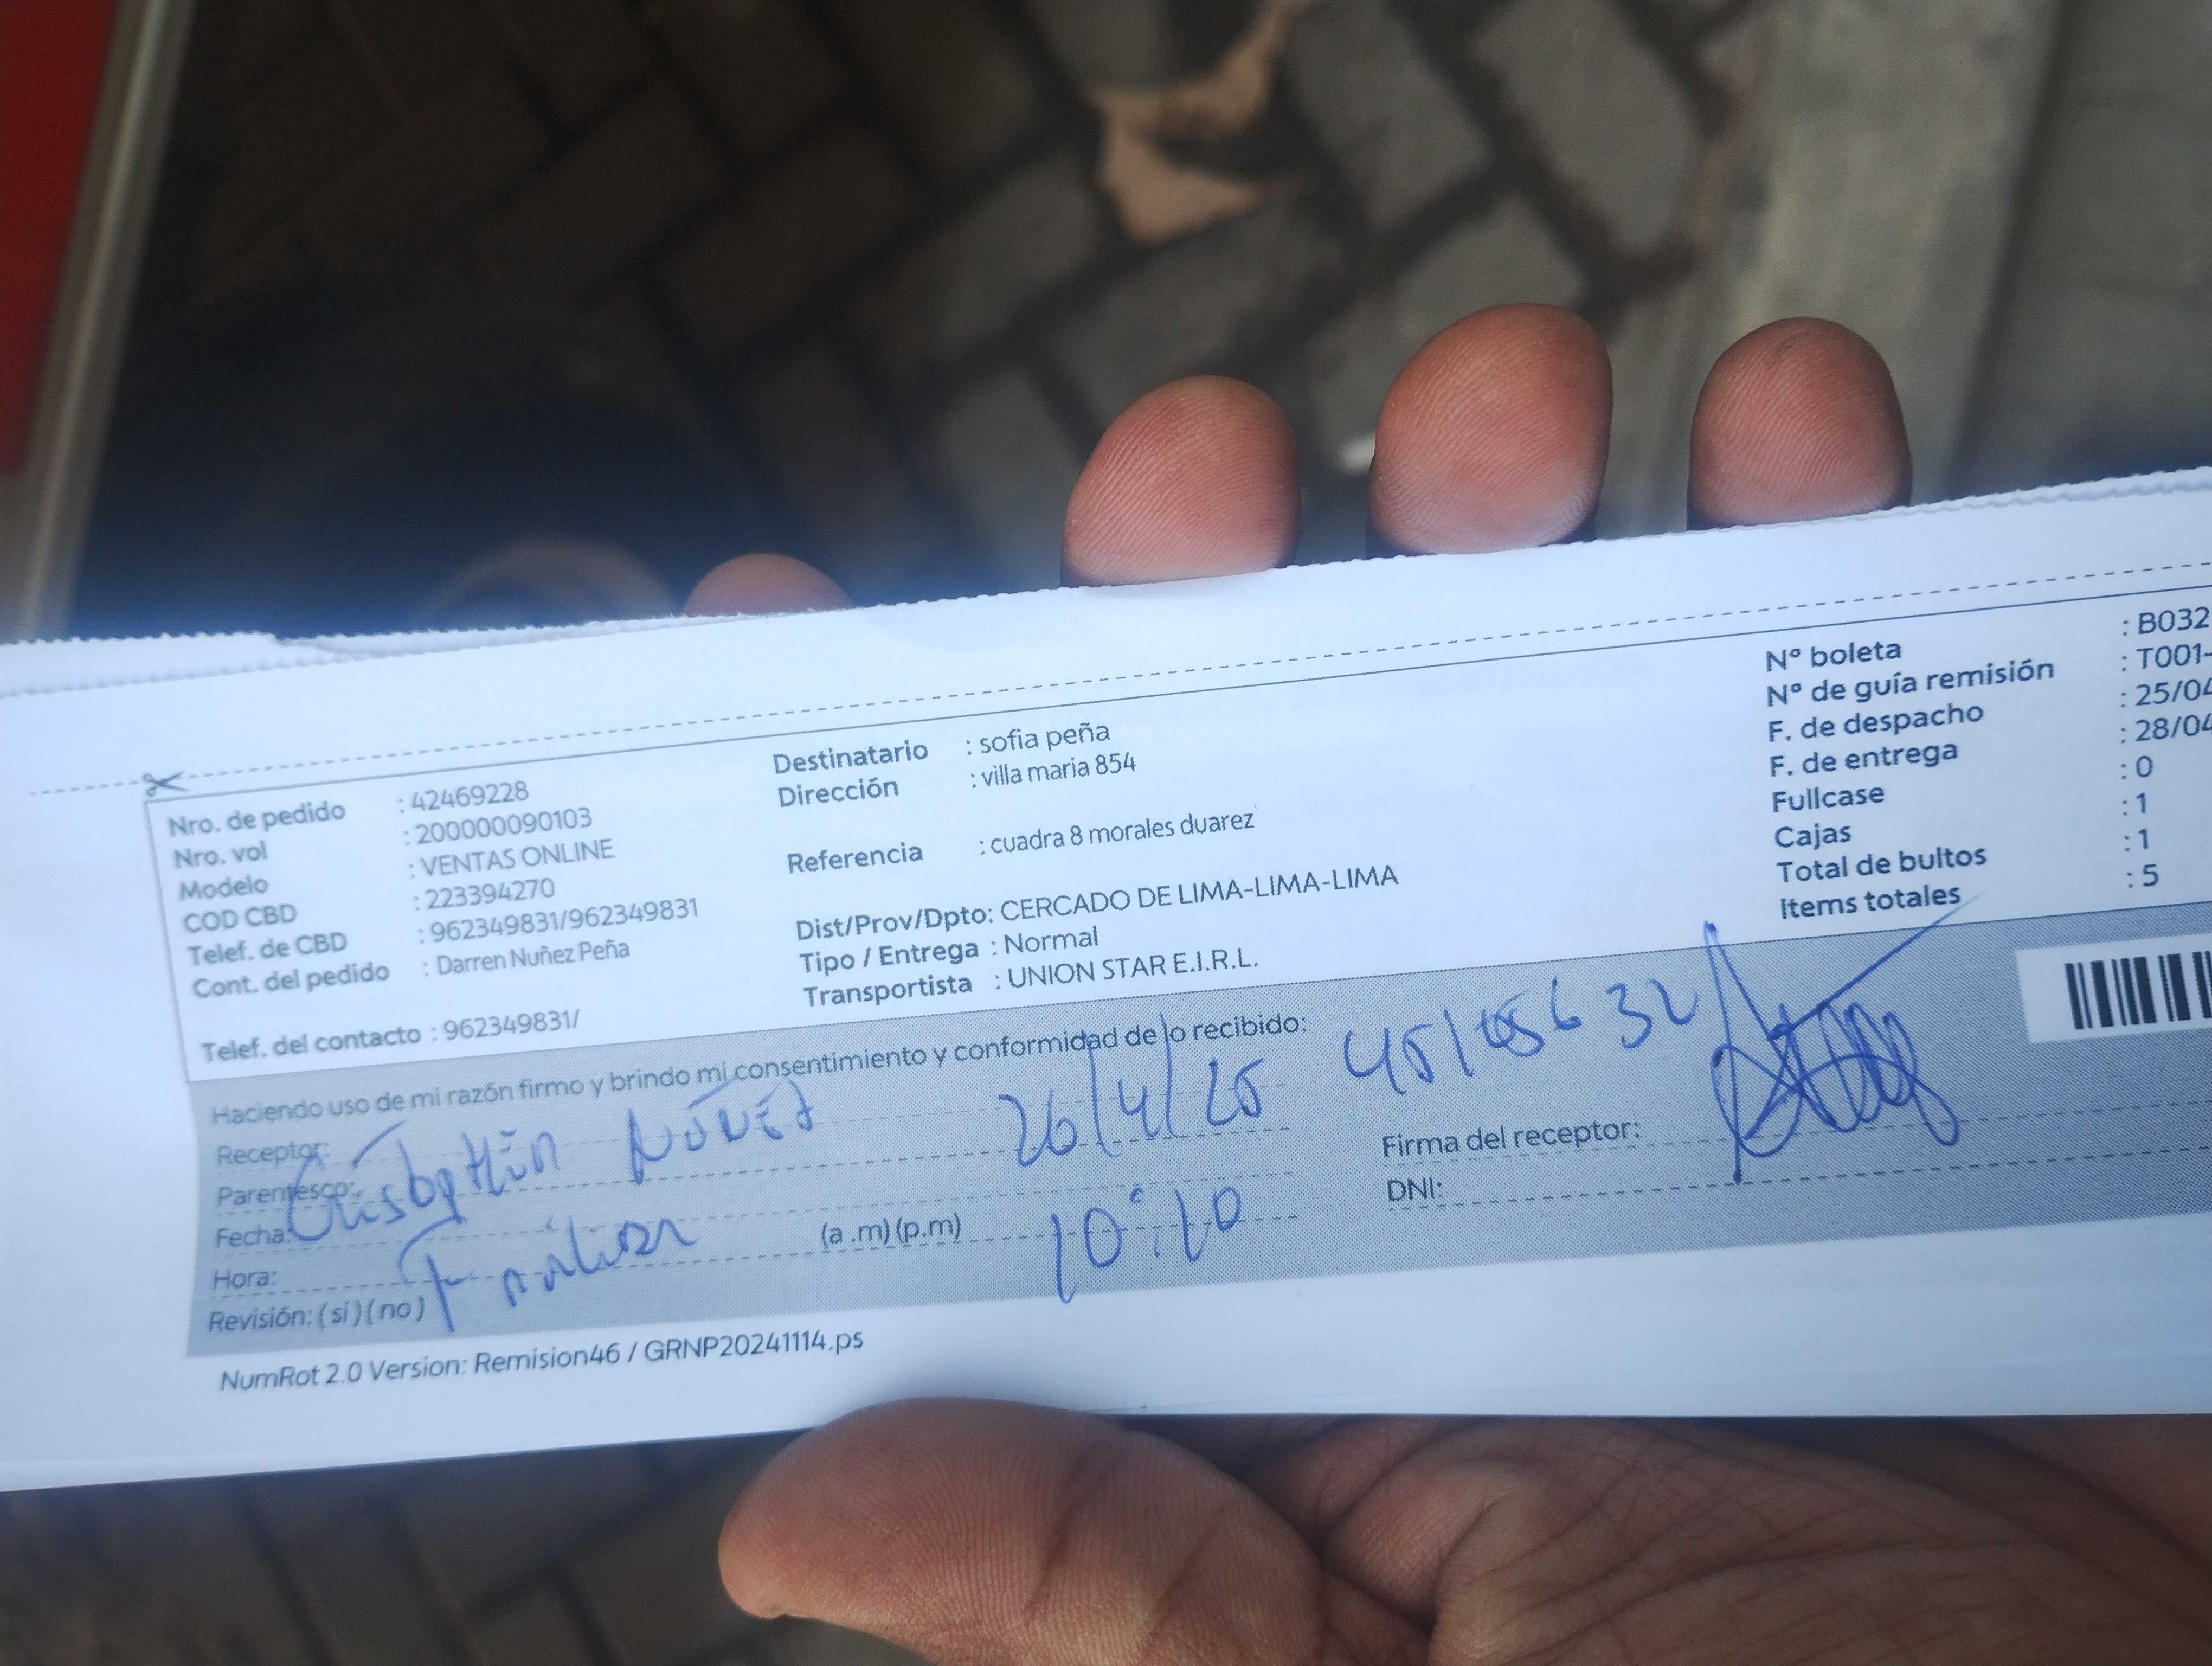 Nro. de pedido : 42469228
Nro. vol : 200000090103
Modelo : VENTAS ONLINE
COD CBD : 223394270
Telef. de CBD : 962349831/962349831
Cont. del pedido : Darren Nuñez Peña
Telef. del contacto : 962349831/
Destinatario : sofia peña
Dirección : villa maria 854
Referencia : cuadra 8 morales duarez
Dist/Prov/Dpto: CERCADO DE LIMA-LIMA-LIMA
Tipo / Entrega : Normal
Transportista : UNION STAR E.I.R.L.
Nº boleta : B032
Nº de guía remisión : T001-
F. de despacho : 25/04
F. de entrega : 28/04
Fullcase : 0
Cajas : 1
Total de bultos : 1
Items totales : 5
Haciendo uso de mi razón firmo y brindo mi consentimiento y conformidad de lo recibido:
Receptor:
Parentesco:
Fecha: 26/4/25
Hora: (a .m) (p.m) 10:10
Revisión: ( si ) ( no )
Firma del receptor:
DNI:
NumRot 2.0 Version: Remision46 / GRNP20241114.ps